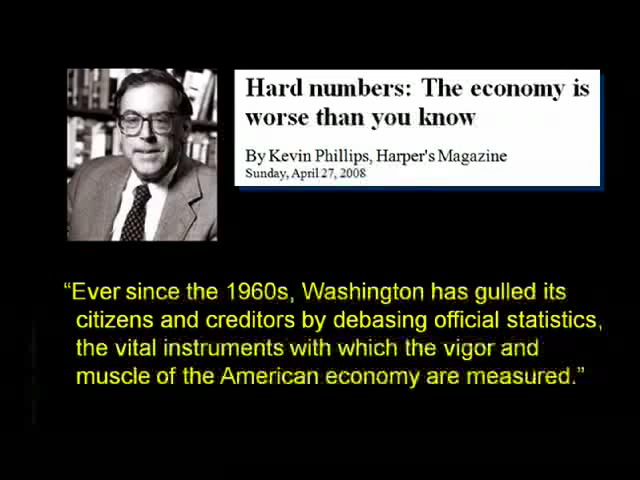 Hard numbers: The economy is
worse than you know
By Kevin Phillips, Harper's Magazine
Sunday, April 27, 2008
“Ever since the 1960s, Washington has gulled its
citizens and creditors by debasing official statistics,
the vital instruments with which the vigor and
muscle of the American economy are measured.”